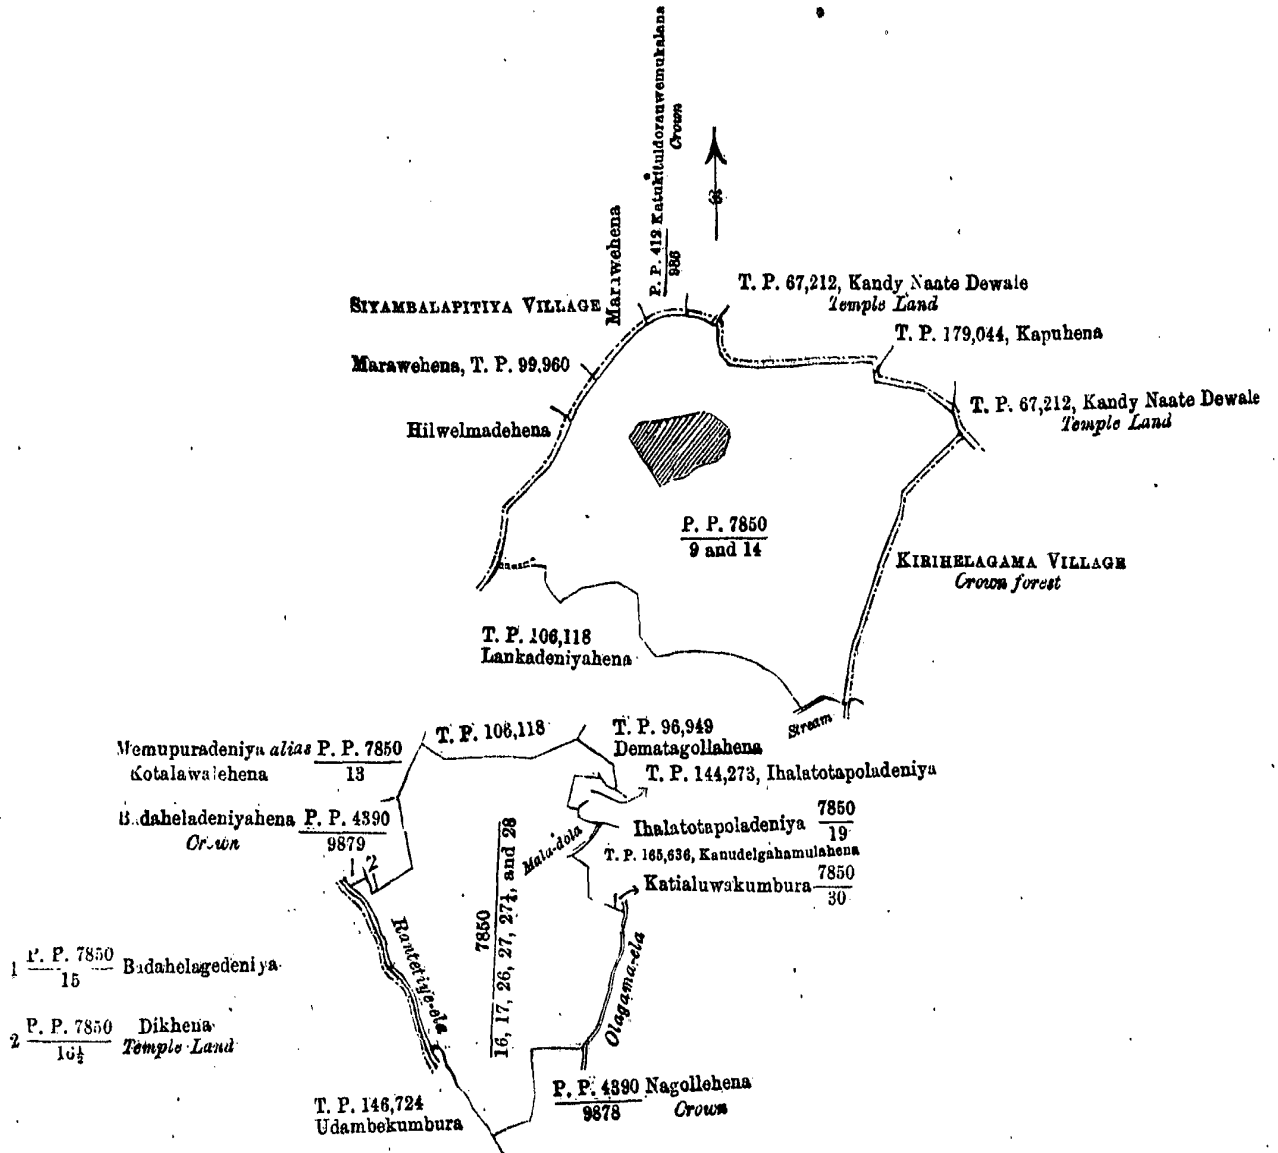 P. P. 412 Katukituldorauwemukalana
986
Crown
Marawehena
T. P. 67,212, Kandy Naate Dewale
Temple Land
SIYAMBALAPITIYA VILLAGE
T. P. 179,044, Kapuhena
Marawehena, T. P. 99,960
T. P. 67,212, Kandy Naate Dewale
Temple Land
Hilwelmadehena
P. P. 7850
9 and 14
KIRIHELAGAMA VILLAGE
Crown forest
T. P. 106,118
Lankadeniyahena
Stream
T. P. 106,118
T. P. 96,949
Dematagollahena
Memupuradeniya alias P. P. 7850
Kotalawalehena 13
T. P. 144,273, Ihalatotapoladeniya
Badaheladeniyahena P. P. 4390
Crown 9879
Ihalatotapoladeniya 7850
19
Mala-dola
T. P. 165,636, Kanudelgahamulahena
Katialuwakumbura 7850
30
1 2
7850
16, 17, 26, 27, 27½, and 28
Rantetiye-ela
Olagama-ela
1 P. P. 7850 Badahelagedeniya
15
2 P. P. 7850 Dikhena
16½ Temple Land
P. P. 4390 Nagollehena
9878 Crown
T. P. 146,724
Udambekumbura